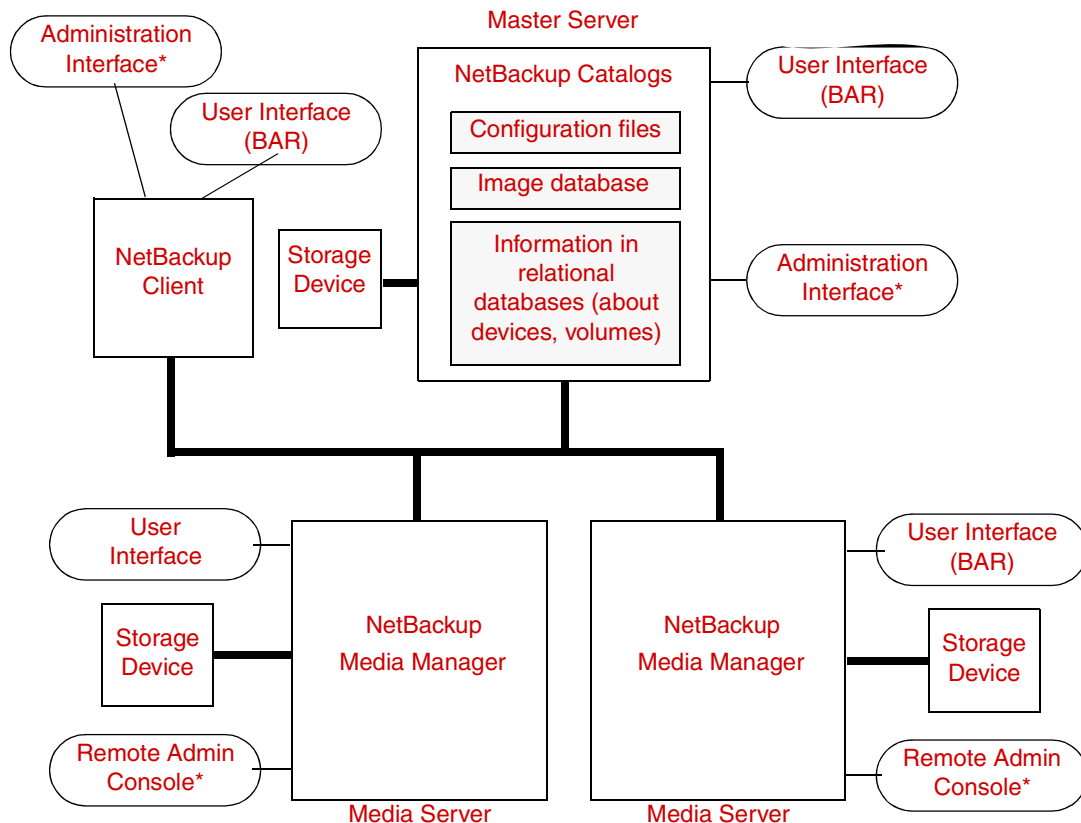 Master Server
Administration
Interface*
User Interface
(BAR)
NetBackup Catalogs
Configuration files
Image database
Information in
relational
databases (about
devices, volumes)
User Interface
(BAR)
NetBackup
Client
Storage
Device
Administration
Interface*
User
Interface
NetBackup
Media Manager
Storage
Device
Remote Admin
Console*
Media Server
NetBackup
Media Manager
User Interface
(BAR)
Storage
Device
Remote Admin
Console*
Media Server